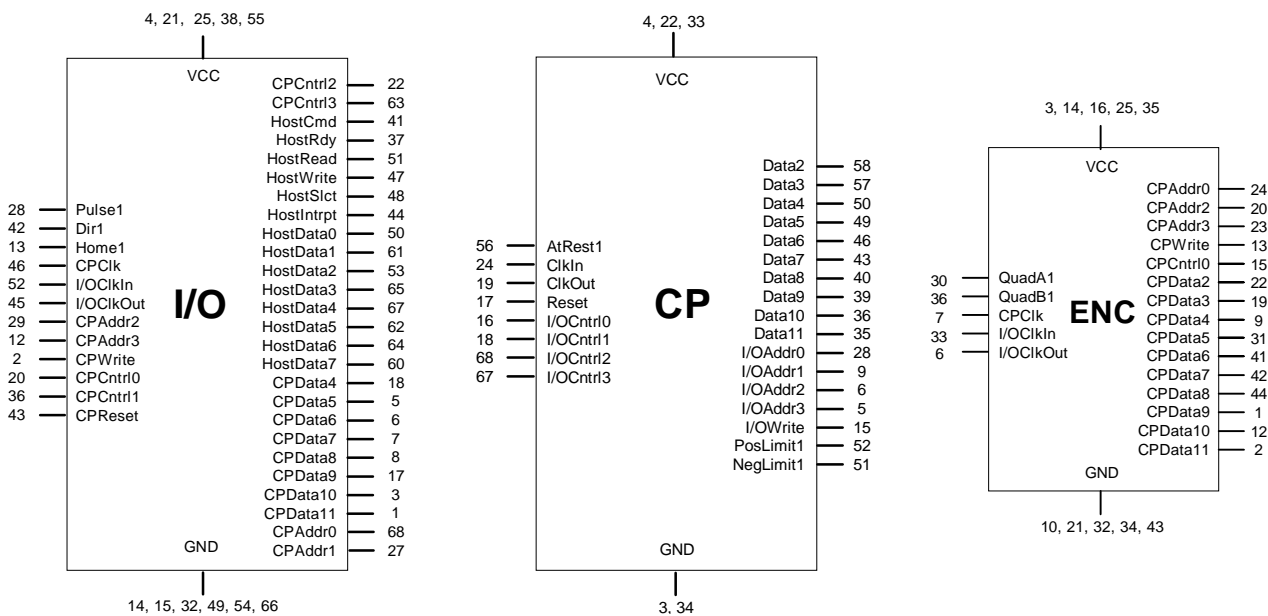 4, 21, 25, 38, 55
VCC
I/O
28 Pulse1
42 Dir1
13 Home1
46 CPClk
52 I/OClkIn
45 I/OClkOut
29 CPAddr2
12 CPAddr3
2 CPWrite
20 CPCntrl0
36 CPCntrl1
43 CPReset
CPCntrl2 22
CPCntrl3 63
HostCmd 41
HostRdy 37
HostRead 51
HostWrite 47
HostSlct 48
HostIntrpt 44
HostData0 50
HostData1 61
HostData2 53
HostData3 65
HostData4 67
HostData5 62
HostData6 64
HostData7 60
CPData4 18
CPData5 5
CPData6 6
CPData7 7
CPData8 8
CPData9 17
CPData10 3
CPData11 1
CPAddr0 68
CPAddr1 27
GND
14, 15, 32, 49, 54, 66
4, 22, 33
VCC
CP
56 AtRest1
24 ClkIn
19 ClkOut
17 Reset
16 I/OCntrl0
18 I/OCntrl1
68 I/OCntrl2
67 I/OCntrl3
Data2 58
Data3 57
Data4 50
Data5 49
Data6 46
Data7 43
Data8 40
Data9 39
Data10 36
Data11 35
I/OAddr0 28
I/OAddr1 9
I/OAddr2 6
I/OAddr3 5
I/OWrite 15
PosLimit1 52
NegLimit1 51
GND
3, 34
3, 14, 16, 25, 35
VCC
ENC
30 QuadA1
36 QuadB1
7 CPClk
33 I/OClkIn
6 I/OClkOut
CPAddr0 24
CPAddr2 20
CPAddr3 23
CPWrite 13
CPCntrl0 15
CPData2 22
CPData3 19
CPData4 9
CPData5 31
CPData6 41
CPData7 42
CPData8 44
CPData9 1
CPData10 12
CPData11 2
GND
10, 21, 32, 34, 43